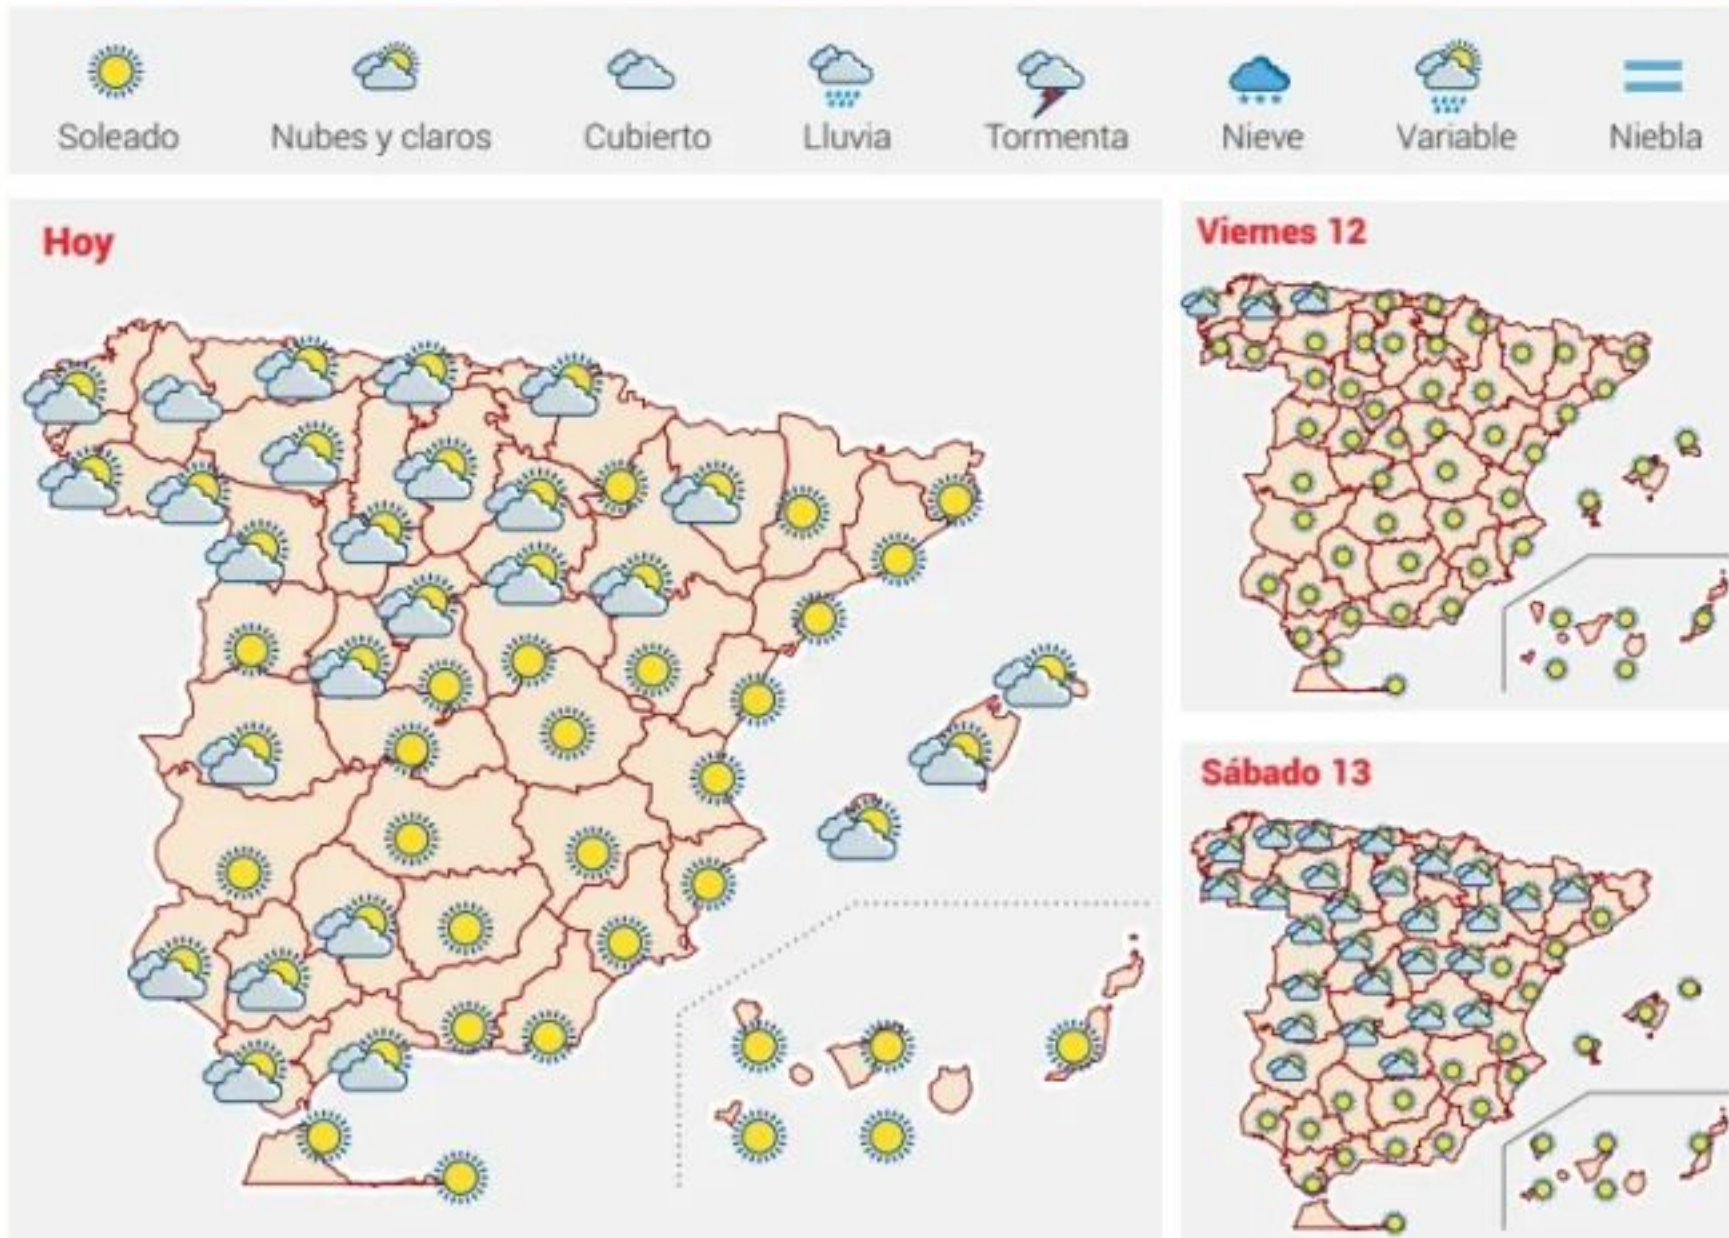 Soleado Nubes y claros Cubierto Lluvia Tormenta Nieve Variable Niebla
Hoy
Viernes 12
Sábado 13